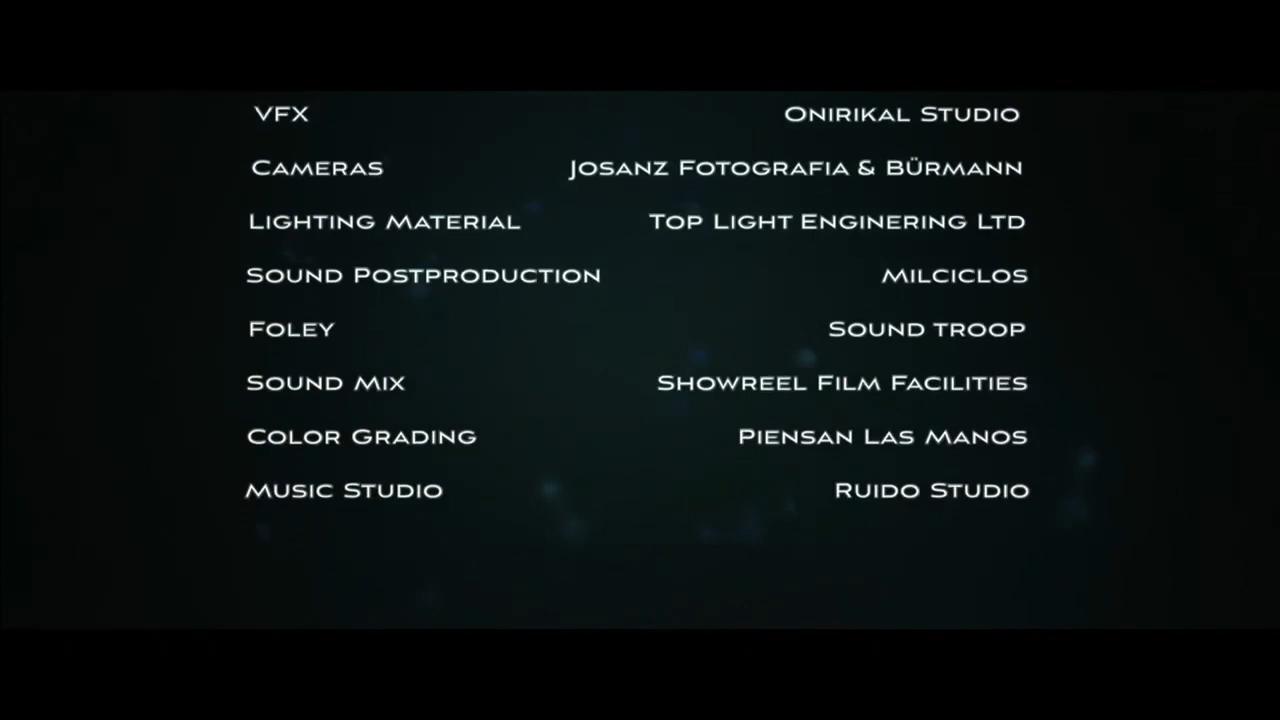 VFX Onirikal Studio
Cameras Josanz Fotografia & Bürmann
Lighting Material Top Light Enginering Ltd
Sound Postproduction Milciclos
Foley Sound Troop
Sound Mix Showreel Film Facilities
Color Grading Piensan Las Manos
Music Studio Ruido Studio